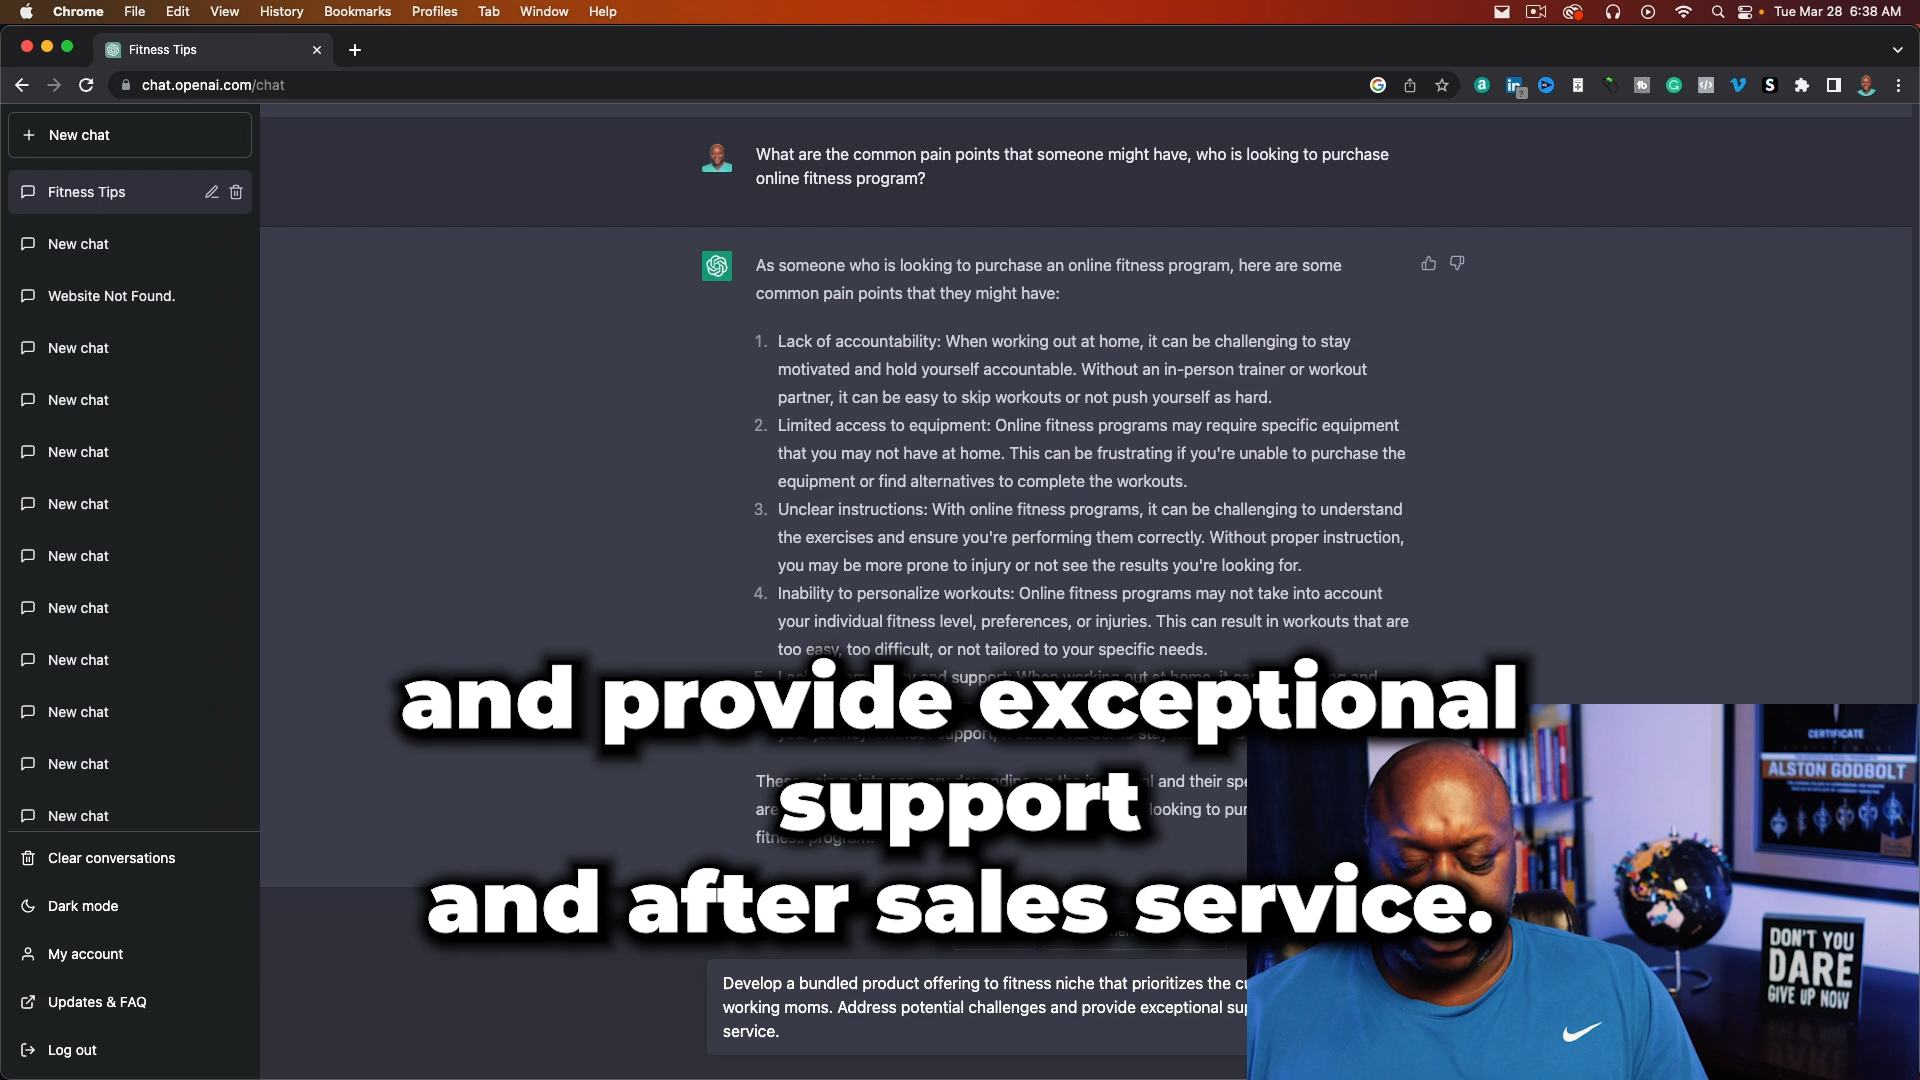 Chrome File Edit View History Bookmarks Profiles Tab Window Help Tue Mar 28 6:38 AM
Fitness Tips
chat.openai.com/chat
New chat
Fitness Tips
New chat
Website Not Found.
New chat
New chat
New chat
New chat
New chat
New chat
New chat
New chat
New chat
New chat
Clear conversations
Dark mode
My account
Updates & FAQ
Log out
What are the common pain points that someone might have, who is looking to purchase
online fitness program?
As someone who is looking to purchase an online fitness program, here are some
common pain points that they might have:
1. Lack of accountability: When working out at home, it can be challenging to stay
motivated and hold yourself accountable. Without an in-person trainer or workout
partner, it can be easy to skip workouts or not push yourself as hard.
2. Limited access to equipment: Online fitness programs may require specific equipment
that you may not have at home. This can be frustrating if you're unable to purchase the
equipment or find alternatives to complete the workouts.
3. Unclear instructions: With online fitness programs, it can be challenging to understand
the exercises and ensure you're performing them correctly. Without proper instruction,
you may be more prone to injury or not see the results you're looking for.
4. Inability to personalize workouts: Online fitness programs may not take into account
your individual fitness level, preferences, or injuries. This can result in workouts that are
too easy, too difficult, or not tailored to your specific needs.
and provide exceptional
support
and after sales service.
and their
are looking to
Develop a bundled product offering to fitness niche that prioritizes the
working moms. Address potential challenges and provide exceptional
service.
CERTIFICATE
ALSTON GODBOLT
DON'T YOU
DARE
GIVE UP NOW